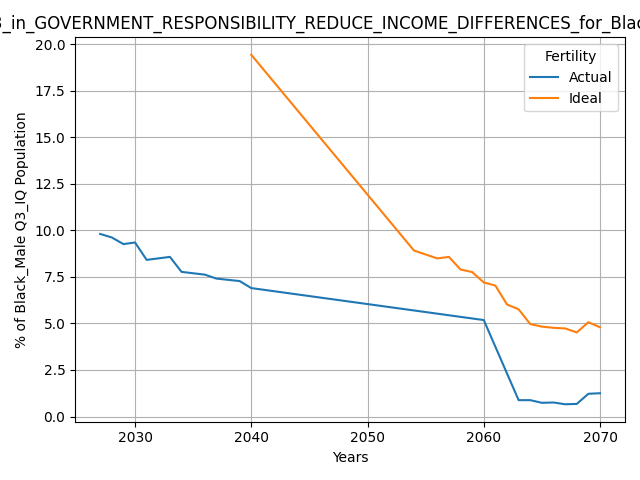 _in_GOVERNMENT_RESPONSIBILITY_REDUCE_INCOME_DIFFERENCES_for_Blac
20.0
17.5
15.0
12.5
10.0
7.5
5.0
2.5
0.0
% of Black_Male Q3_IQ Population
Fertility
Actual
Ideal
2030
2040
2050
2060
2070
Years